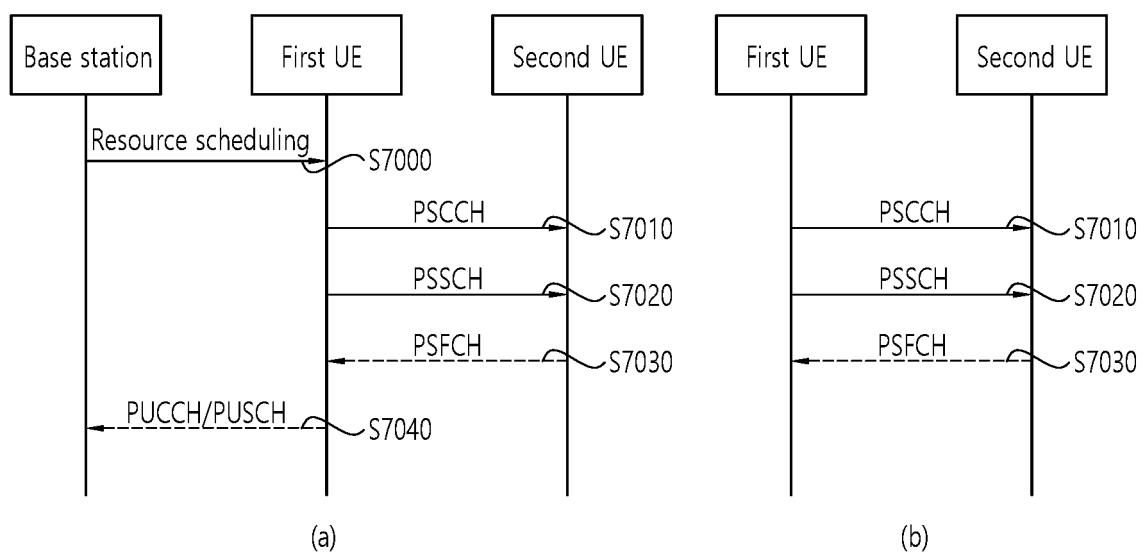 Base station First UE Second UE First UE Second UE
Resource scheduling S7000
PSCCH S7010 PSCCH S7010
PSSCH S7020 PSSCH S7020
PSFCH S7030 PSFCH S7030
PUCCH/PUSCH S7040
(a) (b)